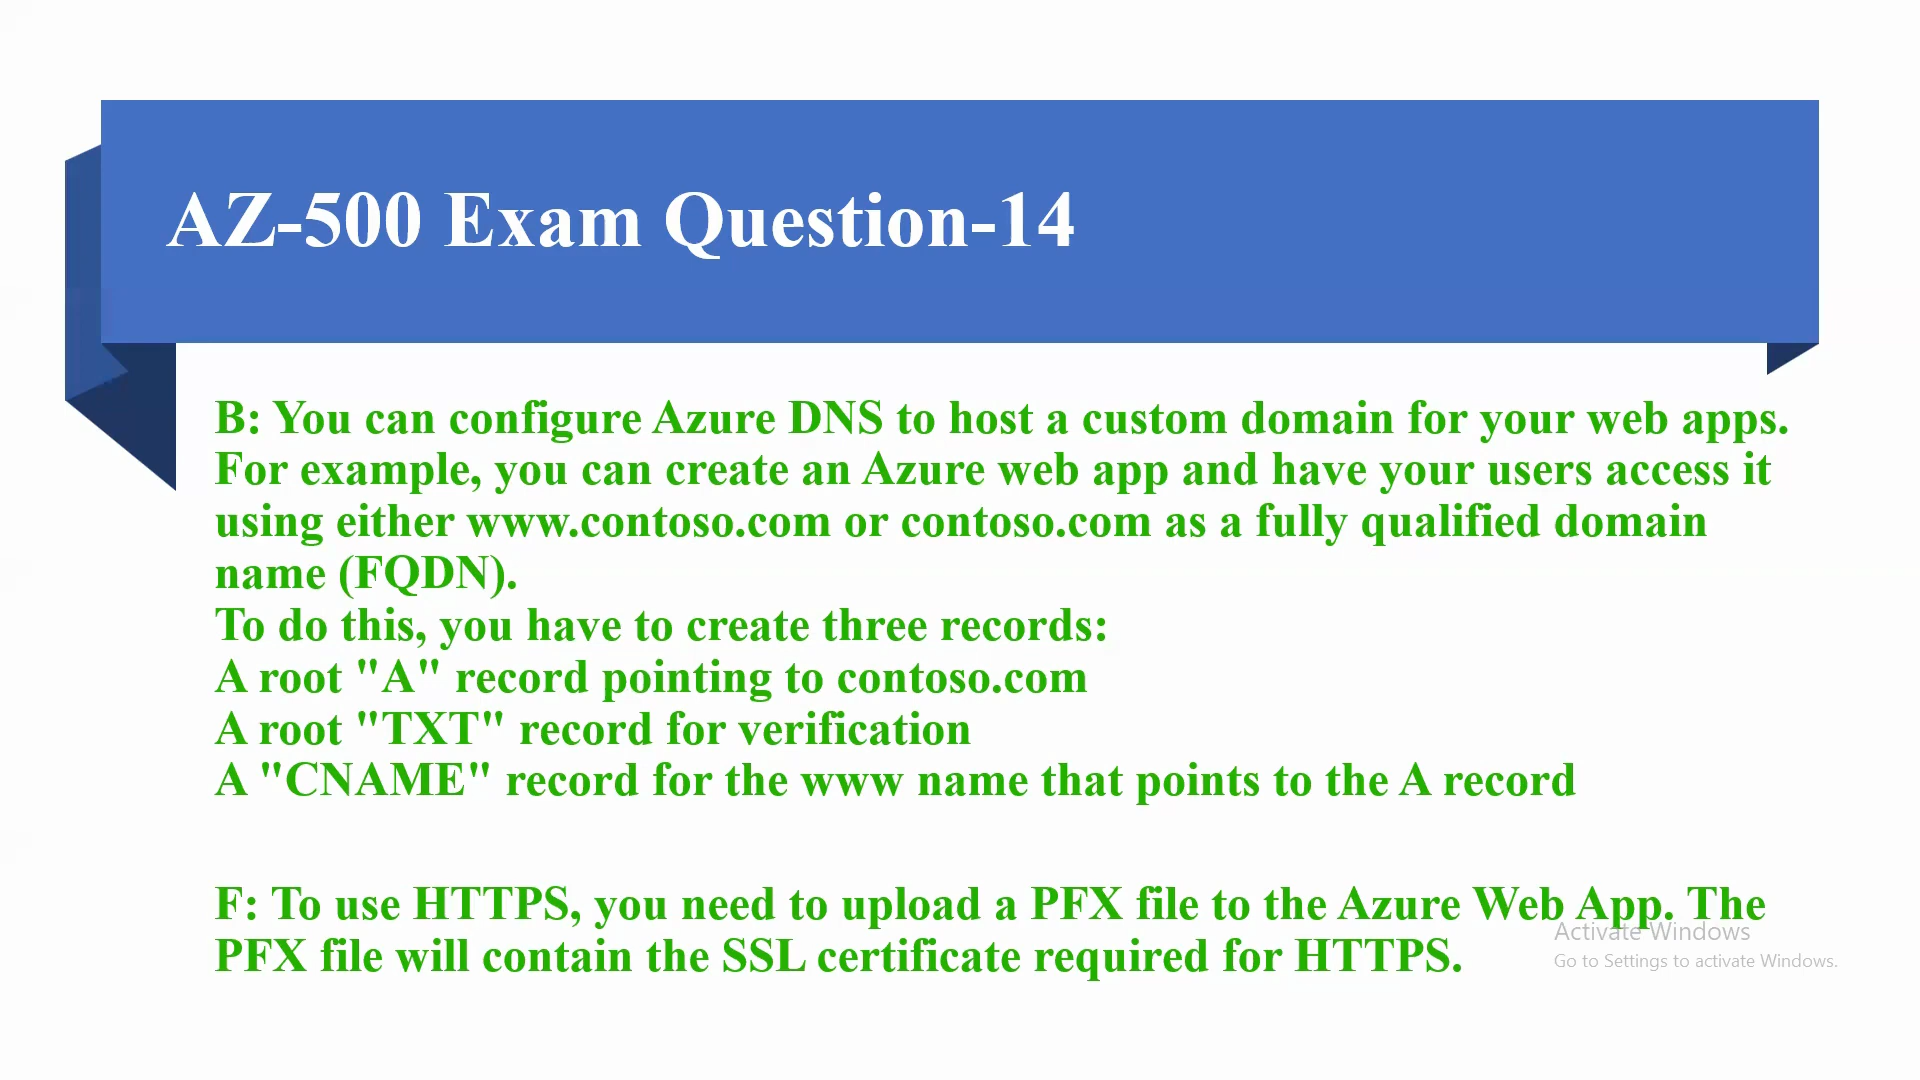 AZ-500 Exam Question-14
B: You can configure Azure DNS to host a custom domain for your web apps.
For example, you can create an Azure web app and have your users access it
using either www.contoso.com or contoso.com as a fully qualified domain
name (FQDN).
To do this, you have to create three records:
A root "A" record pointing to contoso.com
A root "TXT" record for verification
A "CNAME" record for the www name that points to the A record
F: To use HTTPS, you need to upload a PFX file to the Azure Web App. The
PFX file will contain the SSL certificate required for HTTPS.
Activate Windows
Go to Settings to activate Windows.